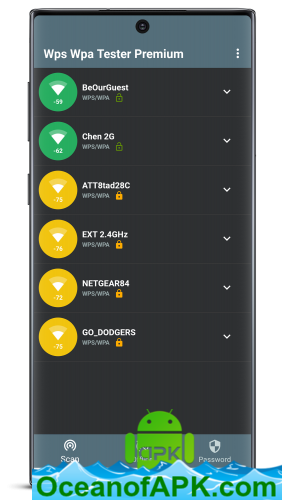 Wps Wpa Tester Premium
BeOurGuest
-59
WPS/WPA
Chen 2G
-62
WPS/WPA
ATT8tad28C
-75
WPS/WPA
EXT 2.4GHz
-76
WPS/WPA
NETGEAR84
-72
WPS/WPA
GO_DODGERS
-75
WPS/WPA
Scan
Password
APK
OceanofAPK.com